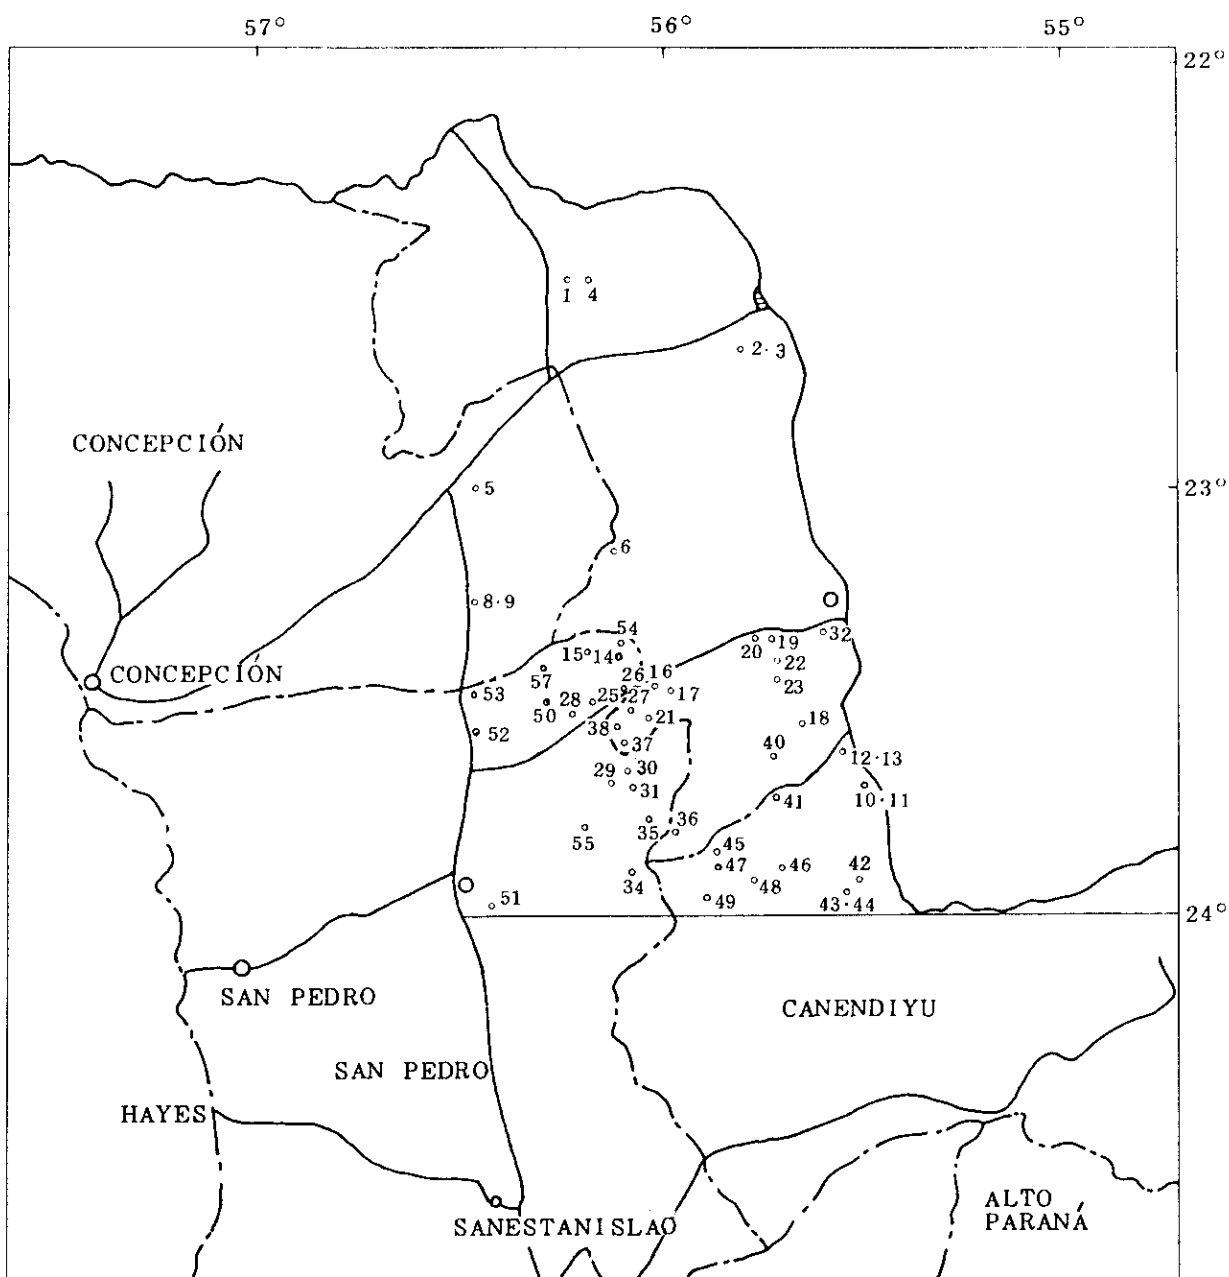 57° 56° 55°
22°
1 4
2·3
CONCEPCIÓN
5
23°
6
8·9
54
32
20 19
15 14
22
CONCEPCIÓN
57 26 16
23
53 28 25 27 17
50 21 18
52 38
37 40 12·13
29 30
31 41 10·11
35 36
55 45
47 46 42
34 48
51 49 43·44
24°
SAN PEDRO
CANENDIYU
SAN PEDRO
HAYES
ALTO
PARANÁ
SANESTANISLAO